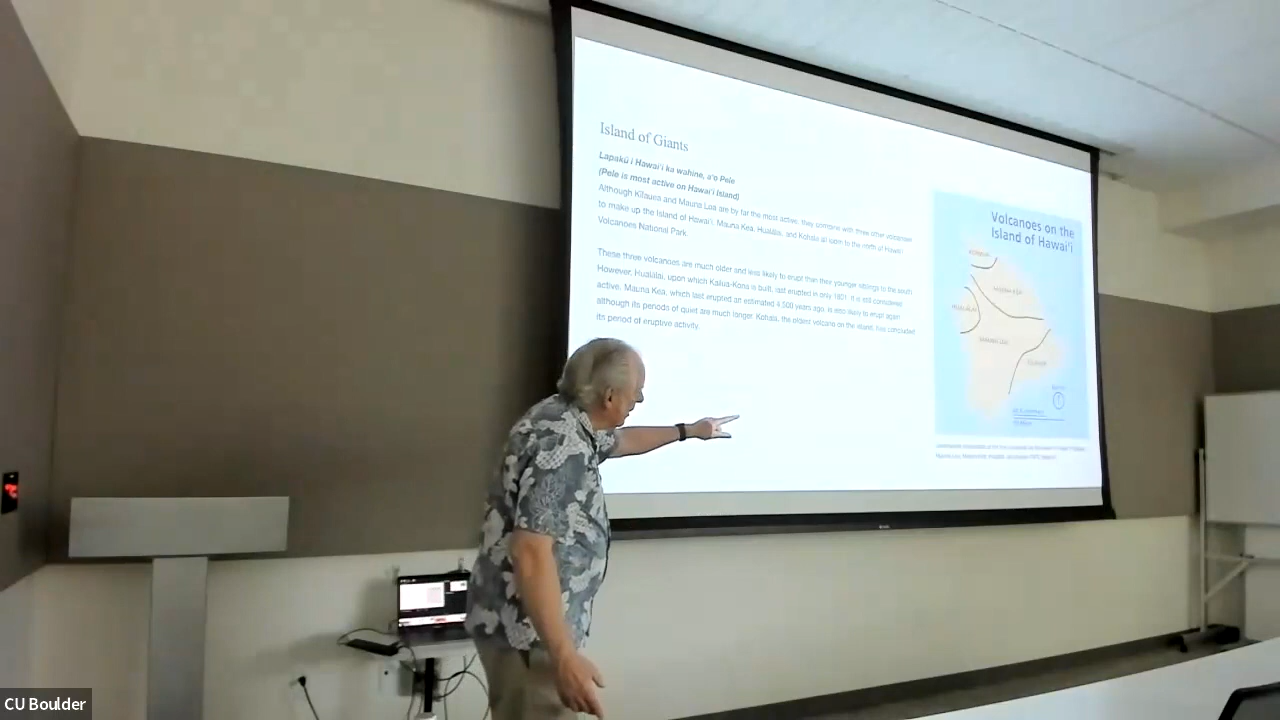 Island of Giants
Lapakū i Hawai'i ka wahine, a'o Pele
(Pele is most active on Hawai'i Island)
Although Kīlauea and Mauna Loa are by far the most active, they combine with three other volcanoes
to make up the Island of Hawai'i. Mauna Kea, Hualālai, and Kohala all loom to the north of Hawai'i
Volcanoes National Park.
These three volcanoes are much older and less likely to erupt than their younger siblings to the south.
However, Hualālai, upon which Kailua-Kona is built, last erupted in only 1801. It is still considered
active. Mauna Kea, which last erupted an estimated 4,500 years ago, is also likely to erupt again
although its periods of quiet are much longer. Kohala, the oldest volcano on the island, has concluded
its period of eruptive activity.
Volcanoes on the
Island of Hawai'i
MAUNA KEA
HUALĀLAI
MAUNA LOA
CU Boulder